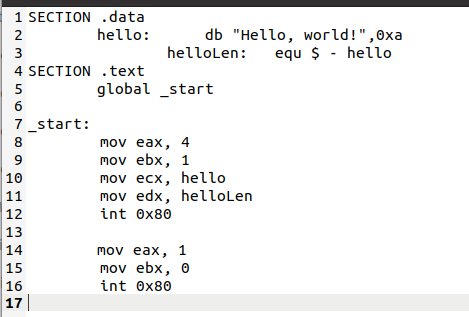 1 SECTION .data
2 hello: db "Hello, world!",0xa
3 helloLen: equ $ - hello
4 SECTION .text
5 global _start
6
7 _start:
8 mov eax, 4
9 mov ebx, 1
10 mov ecx, hello
11 mov edx, helloLen
12 int 0x80
13
14 mov eax, 1
15 mov ebx, 0
16 int 0x80
17